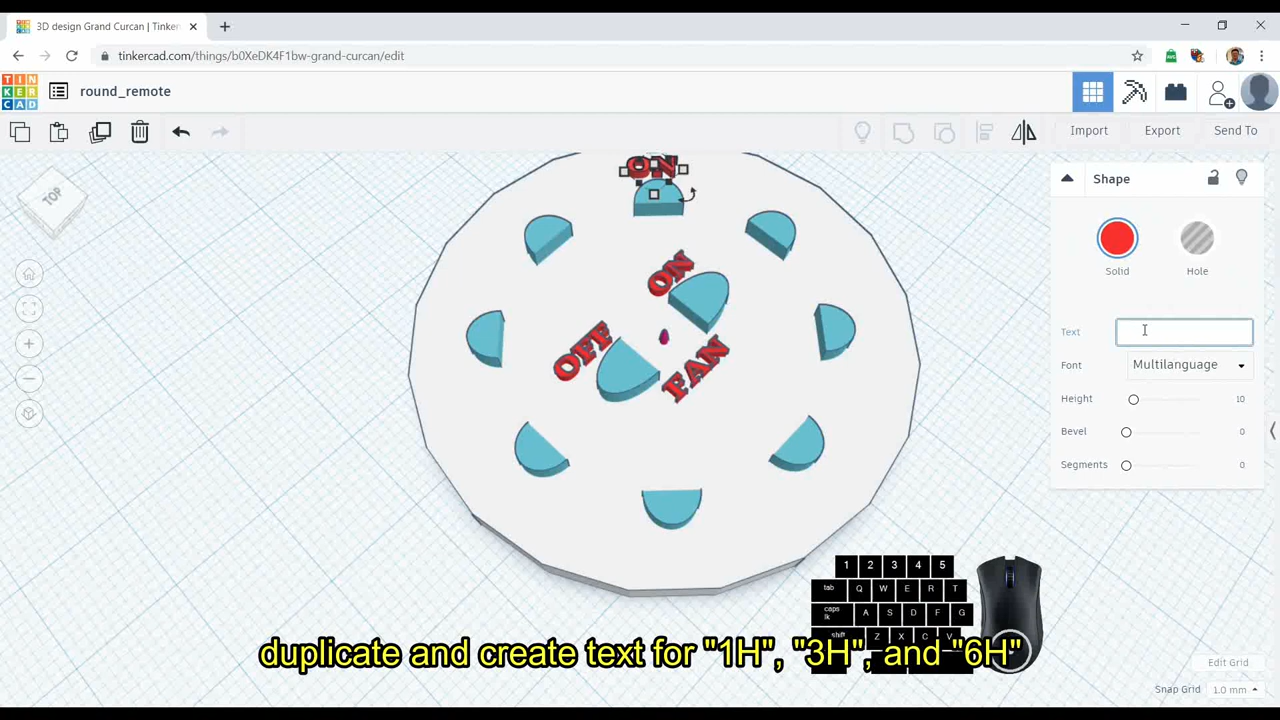 3D design Grand Curcan | Tinker
tinkercad.com/things/b0XeDK4F1bw-grand-curcan/edit
TIN
KER
CAD
round_remote
Import
Export
Send To
TOP
ON
ON
OFF
FAN
Shape
Solid
Hole
Text
Font
Multilanguage
Height
10
Bevel
0
Segments
0
1 2 3 4 5
tab Q W E R T
caps lk A S D F G
shift Z X C V
duplicate and create text for "1H", "3H", and "6H"
Edit Grid
Snap Grid
1.0 mm